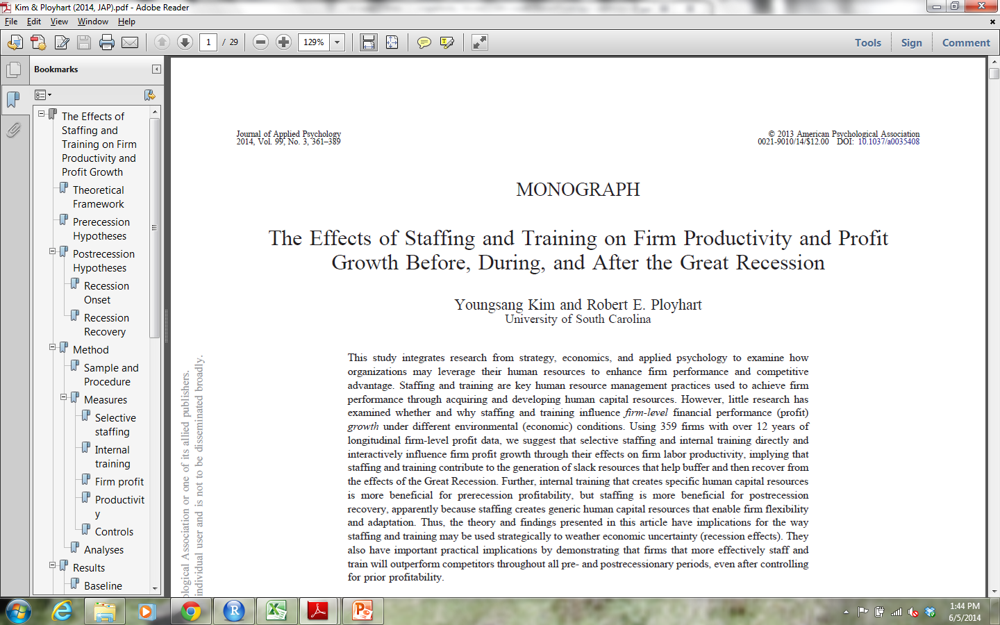 Kim & Ployhart (2014, JAP).pdf - Adobe Reader
File Edit View Window Help
1 / 29 129% Tools Sign Comment
Bookmarks
The Effects of
Staffing and
Training on Firm
Productivity and
Profit Growth
Theoretical
Framework
Prerecession
Hypotheses
Postrecession
Hypotheses
Recession
Onset
Recession
Recovery
Method
Sample and
Procedure
Measures
Selective
staffing
Internal
training
Firm profit
Productivit
y
Controls
Analyses
Results
Baseline
Journal of Applied Psychology
2014, Vol. 99, No. 3, 361–389
© 2013 American Psychological Association
0021-9010/14/$12.00 DOI: 10.1037/a0035408
MONOGRAPH
The Effects of Staffing and Training on Firm Productivity and Profit
Growth Before, During, and After the Great Recession
Youngsang Kim and Robert E. Ployhart
University of South Carolina
This study integrates research from strategy, economics, and applied psychology to examine how
organizations may leverage their human resources to enhance firm performance and competitive
advantage. Staffing and training are key human resource management practices used to achieve firm
performance through acquiring and developing human capital resources. However, little research has
examined whether and why staffing and training influence firm-level financial performance (profit)
growth under different environmental (economic) conditions. Using 359 firms with over 12 years of
longitudinal firm-level profit data, we suggest that selective staffing and internal training directly and
interactively influence firm profit growth through their effects on firm labor productivity, implying that
staffing and training contribute to the generation of slack resources that help buffer and then recover from
the effects of the Great Recession. Further, internal training that creates specific human capital resources
is more beneficial for prerecession profitability, but staffing is more beneficial for postrecession
recovery, apparently because staffing creates generic human capital resources that enable firm flexibility
and adaptation. Thus, the theory and findings presented in this article have implications for the way
staffing and training may be used strategically to weather economic uncertainty (recession effects). They
also have important practical implications by demonstrating that firms that more effectively staff and
train will outperform competitors throughout all pre- and postrecessionary periods, even after controlling
for prior profitability.
ological Association or one of its allied publishers.
individual user and is not to be disseminated broadly.
1:44 PM
6/5/2014